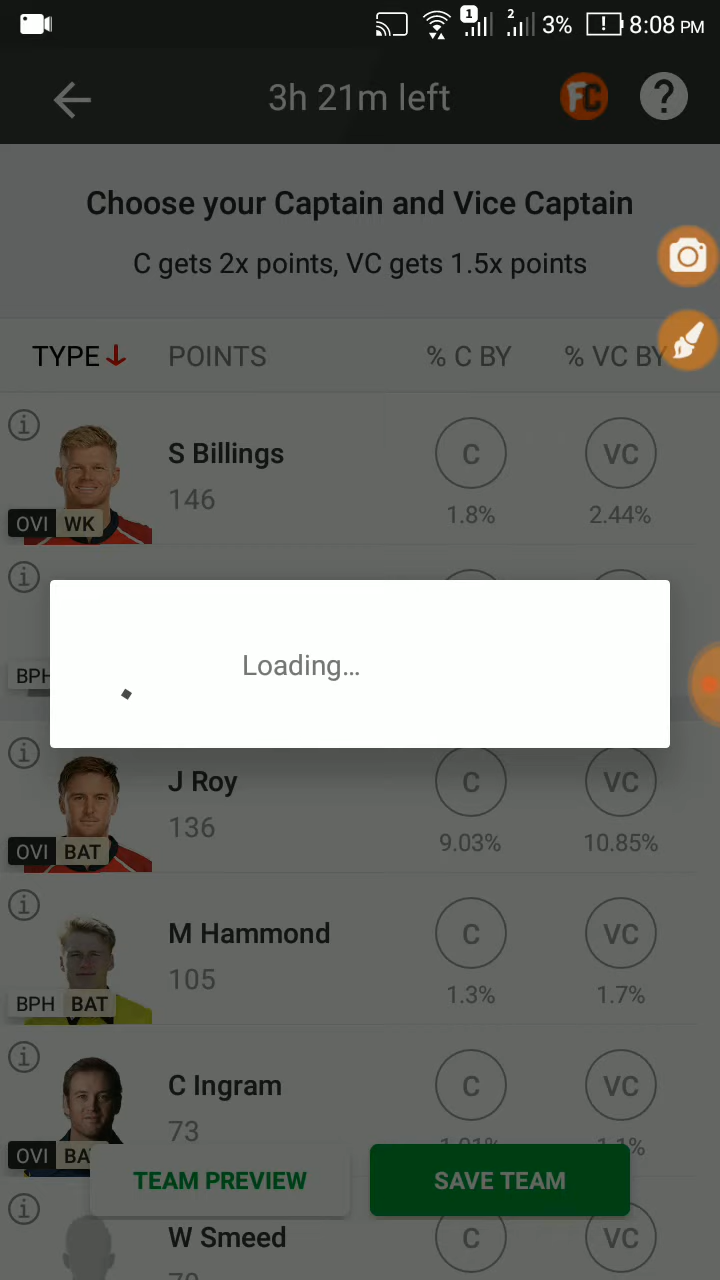 1 2 3% ! 8:08 PM
3h 21m left FC ?
Choose your Captain and Vice Captain
C gets 2x points, VC gets 1.5x points
TYPE POINTS % C BY % VC BY
S Billings C VC
146 1.8% 2.44%
OVI WK
BPH
Loading...
J Roy C VC
136 9.03% 10.85%
OVI BAT
M Hammond C VC
105 1.3% 1.7%
BPH BAT
C Ingram C VC
73
OVI
TEAM PREVIEW SAVE TEAM
W Smeed C VC